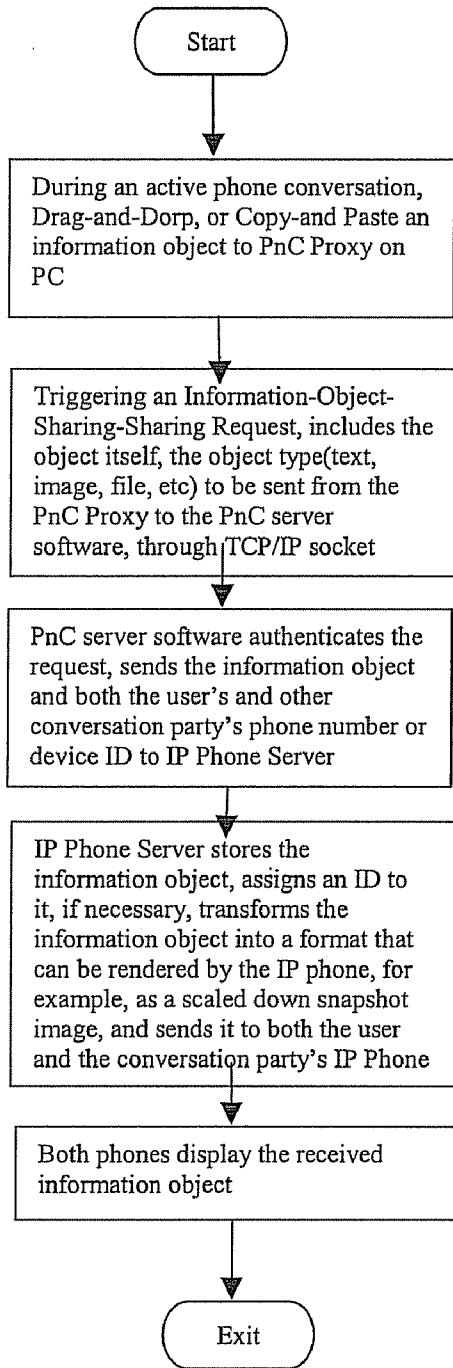 Start
During an active phone conversation,
Drag-and-Dorp, or Copy-and Paste an
information object to PnC Proxy on
PC
Triggering an Information-Object-
Sharing-Sharing Request, includes the
object itself, the object type(text,
image, file, etc) to be sent from the
PnC Proxy to the PnC server
software, through TCP/IP socket
PnC server software authenticates the
request, sends the information object
and both the user's and other
conversation party's phone number or
device ID to IP Phone Server
IP Phone Server stores the
information object, assigns an ID to
it, if necessary, transforms the
information object into a format that
can be rendered by the IP phone, for
example, as a scaled down snapshot
image, and sends it to both the user
and the conversation party's IP Phone
Both phones display the received
information object
Exit